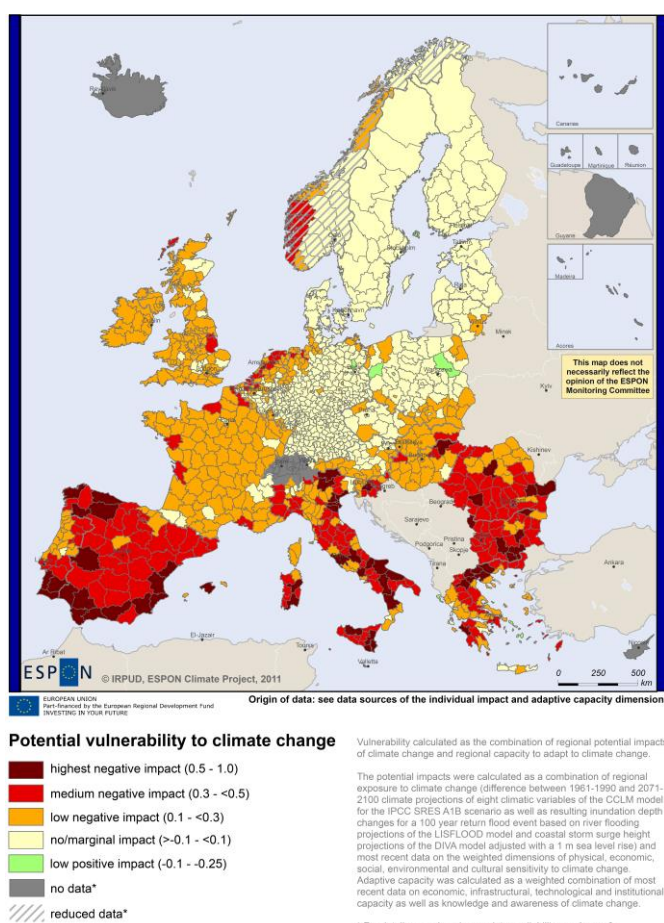 Reykjavik
Canarias
Guadeloupe
Martinique
Réunion
Guyane
Madeira
Acores
This map does not
necessarily reflect the
opinion of the ESPON
Monitoring Committee
Oslo
Tallinn
Riga
Minsk
Dublin
Kyiv
Kishinev
Zagreb
Beograd
Sarajevo
Podgorica
Pristina
Skopje
Tirana
Ankara
El-Jazair
Tounis
Valletta
Ar Ribat
ESPON
© IRPUD, ESPON Climate Project, 2011
0 250 500
km
EUROPEAN UNION
Part-financed by the European Regional Development Fund
INVESTING IN YOUR FUTURE
Origin of data: see data sources of the individual impact and adaptive capacity dimension
Potential vulnerability to climate change
highest negative impact (0.5 - 1.0)
medium negative impact (0.3 - <0.5)
low negative impact (0.1 - <0.3)
no/marginal impact (>-0.1 - <0.1)
low positive impact (-0.1 - -0.25)
no data*
reduced data*
Vulnerability calculated as the combination of regional potential impacts
of climate change and regional capacity to adapt to climate change.
The potential impacts were calculated as a combination of regional
exposure to climate change (difference between 1961-1990 and 2071-
2100 climate projections of eight climatic variables of the CCLM model
for the IPCC SRES A1B scenario as well as resulting inundation depth
changes for a 100 year return flood event based on river flooding
projections of the LISFLOOD model and coastal storm surge height
projections of the DIVA model adjusted with a 1 m sea level rise) and
most recent data on the weighted dimensions of physical, economic,
social, environmental and cultural sensitivity to climate change.
Adaptive capacity was calculated as a weighted combination of most
recent data on economic, infrastructural, technological and institutional
capacity as well as knowledge and awareness of climate change.